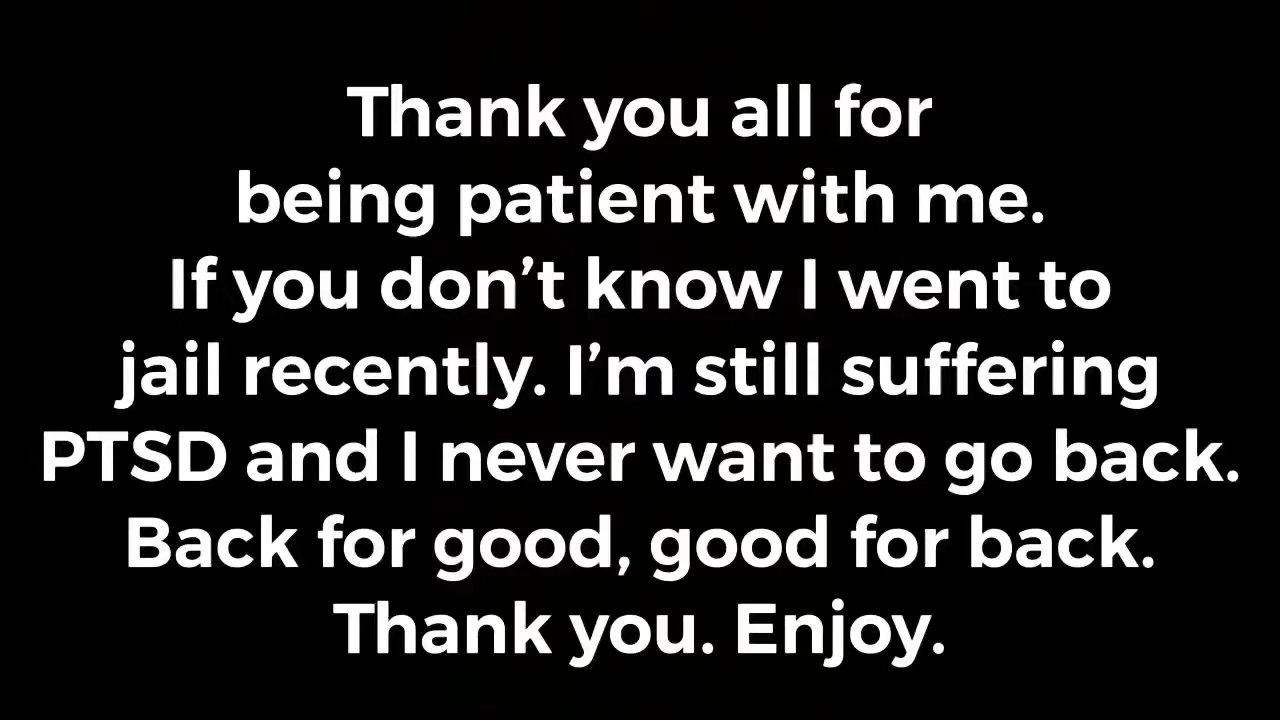 Thank you all for
being patient with me.
If you don’t know I went to
jail recently. I’m still suffering
PTSD and I never want to go back.
Back for good, good for back.
Thank you. Enjoy.